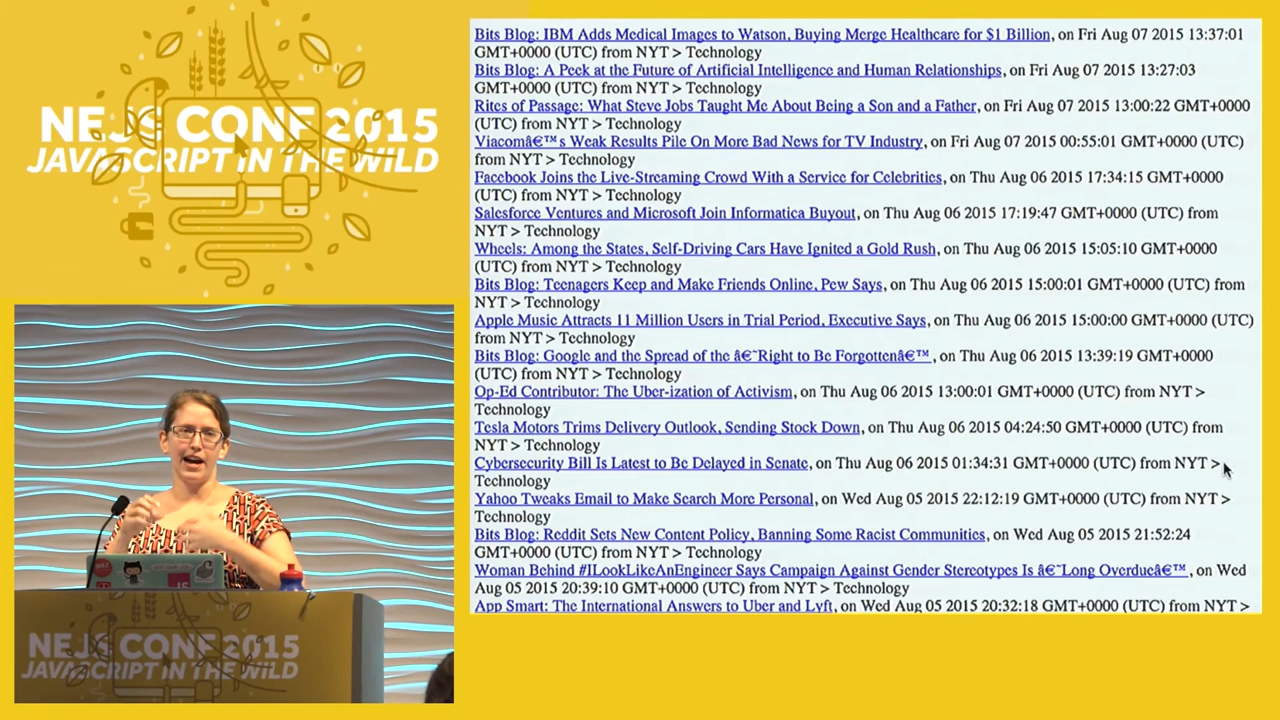 NEJS CONF 2015
JAVASCRIPT IN THE WILD
Bits Blog: IBM Adds Medical Images to Watson, Buying Merge Healthcare for $1 Billion, on Fri Aug 07 2015 13:37:01
GMT+0000 (UTC) from NYT > Technology
Bits Blog: A Peek at the Future of Artificial Intelligence and Human Relationships, on Fri Aug 07 2015 13:27:03
GMT+0000 (UTC) from NYT > Technology
Rites of Passage: What Steve Jobs Taught Me About Being a Son and a Father, on Fri Aug 07 2015 13:00:22 GMT+0000
(UTC) from NYT > Technology
Viacomâ€™s Weak Results Pile On More Bad News for TV Industry, on Fri Aug 07 2015 00:55:01 GMT+0000 (UTC)
from NYT > Technology
Facebook Joins the Live-Streaming Crowd With a Service for Celebrities, on Thu Aug 06 2015 17:34:15 GMT+0000
(UTC) from NYT > Technology
Salesforce Ventures and Microsoft Join Informatica Buyout, on Thu Aug 06 2015 17:19:47 GMT+0000 (UTC) from
NYT > Technology
Wheels: Among the States, Self-Driving Cars Have Ignited a Gold Rush, on Thu Aug 06 2015 15:05:10 GMT+0000
(UTC) from NYT > Technology
Bits Blog: Teenagers Keep and Make Friends Online, Pew Says, on Thu Aug 06 2015 15:00:01 GMT+0000 (UTC) from
NYT > Technology
Apple Music Attracts 11 Million Users in Trial Period, Executive Says, on Thu Aug 06 2015 15:00:00 GMT+0000 (UTC)
from NYT > Technology
Bits Blog: Google and the Spread of the â€˜Right to Be Forgottenâ€™, on Thu Aug 06 2015 13:39:19 GMT+0000
(UTC) from NYT > Technology
Op-Ed Contributor: The Uber-ization of Activism, on Thu Aug 06 2015 13:00:01 GMT+0000 (UTC) from NYT >
Technology
Tesla Motors Trims Delivery Outlook, Sending Stock Down, on Thu Aug 06 2015 04:24:50 GMT+0000 (UTC) from
NYT > Technology
Cybersecurity Bill Is Latest to Be Delayed in Senate, on Thu Aug 06 2015 01:34:31 GMT+0000 (UTC) from NYT >
Technology
Yahoo Tweaks Email to Make Search More Personal, on Wed Aug 05 2015 22:12:19 GMT+0000 (UTC) from NYT >
Technology
Bits Blog: Reddit Sets New Content Policy, Banning Some Racist Communities, on Wed Aug 05 2015 21:52:24
GMT+0000 (UTC) from NYT > Technology
Woman Behind #ILookLikeAnEngineer Says Campaign Against Gender Stereotypes Is â€˜Long Overdueâ€™, on Wed
Aug 05 2015 20:39:10 GMT+0000 (UTC) from NYT > Technology
App Smart: The International Answers to Uber and Lyft, on Wed Aug 05 2015 20:32:18 GMT+0000 (UTC) from NYT >
JS
NEJS CONF 2015
JAVASCRIPT IN THE WILD